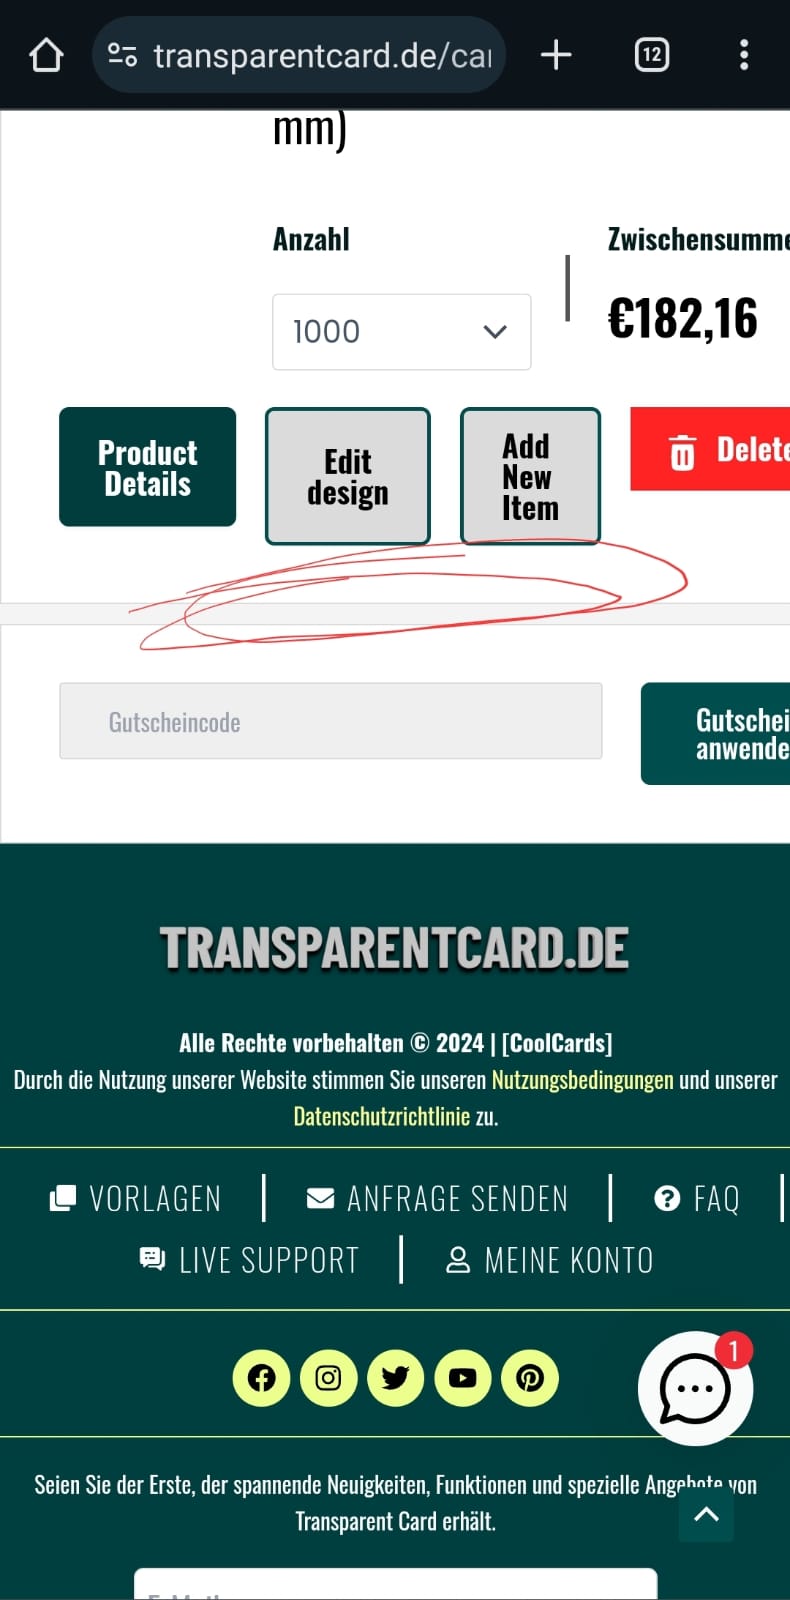 transparentcard.de/car
12
mm)
Anzahl
Zwischensumme
1000
€182,16
Product
Details
Edit
design
Add
New
Item
Delete
Gutscheincode
Gutschei
anwende
TRANSPARENTCARD.DE
Alle Rechte vorbehalten © 2024 | [CoolCards]
Durch die Nutzung unserer Website stimmen Sie unseren Nutzungsbedingungen und unserer
Datenschutzrichtlinie zu.
VORLAGEN
ANFRAGE SENDEN
FAQ
LIVE SUPPORT
MEINE KONTO
1
Seien Sie der Erste, der spannende Neuigkeiten, Funktionen und spezielle Angebote von
Transparent Card erhält.